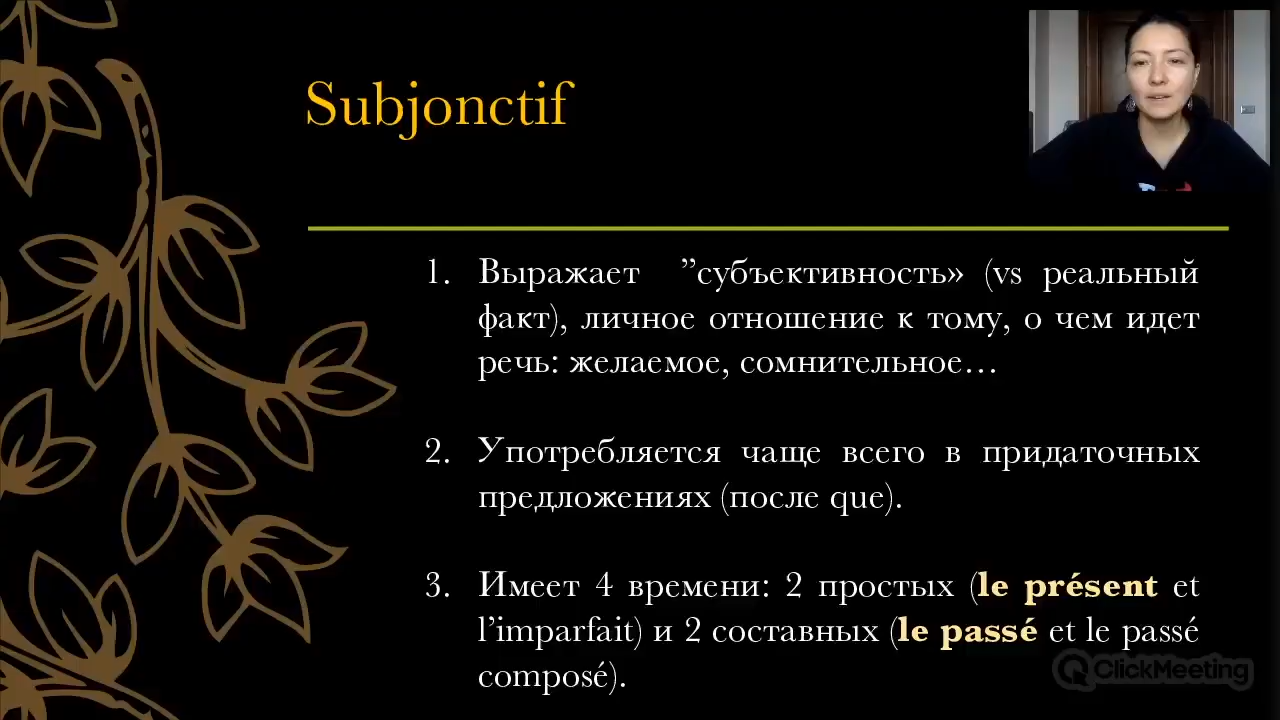 Subjonctif
1. Выражает ”субъективность» (vs реальный
факт), личное отношение к тому, о чем идет
речь: желаемое, сомнительное…
2. Употребляется чаще всего в придаточных
предложениях (после que).
3. Имеет 4 времени: 2 простых (le présent et
l’imparfait) и 2 составных (le passé et le passé
composé).
ClickMeeting